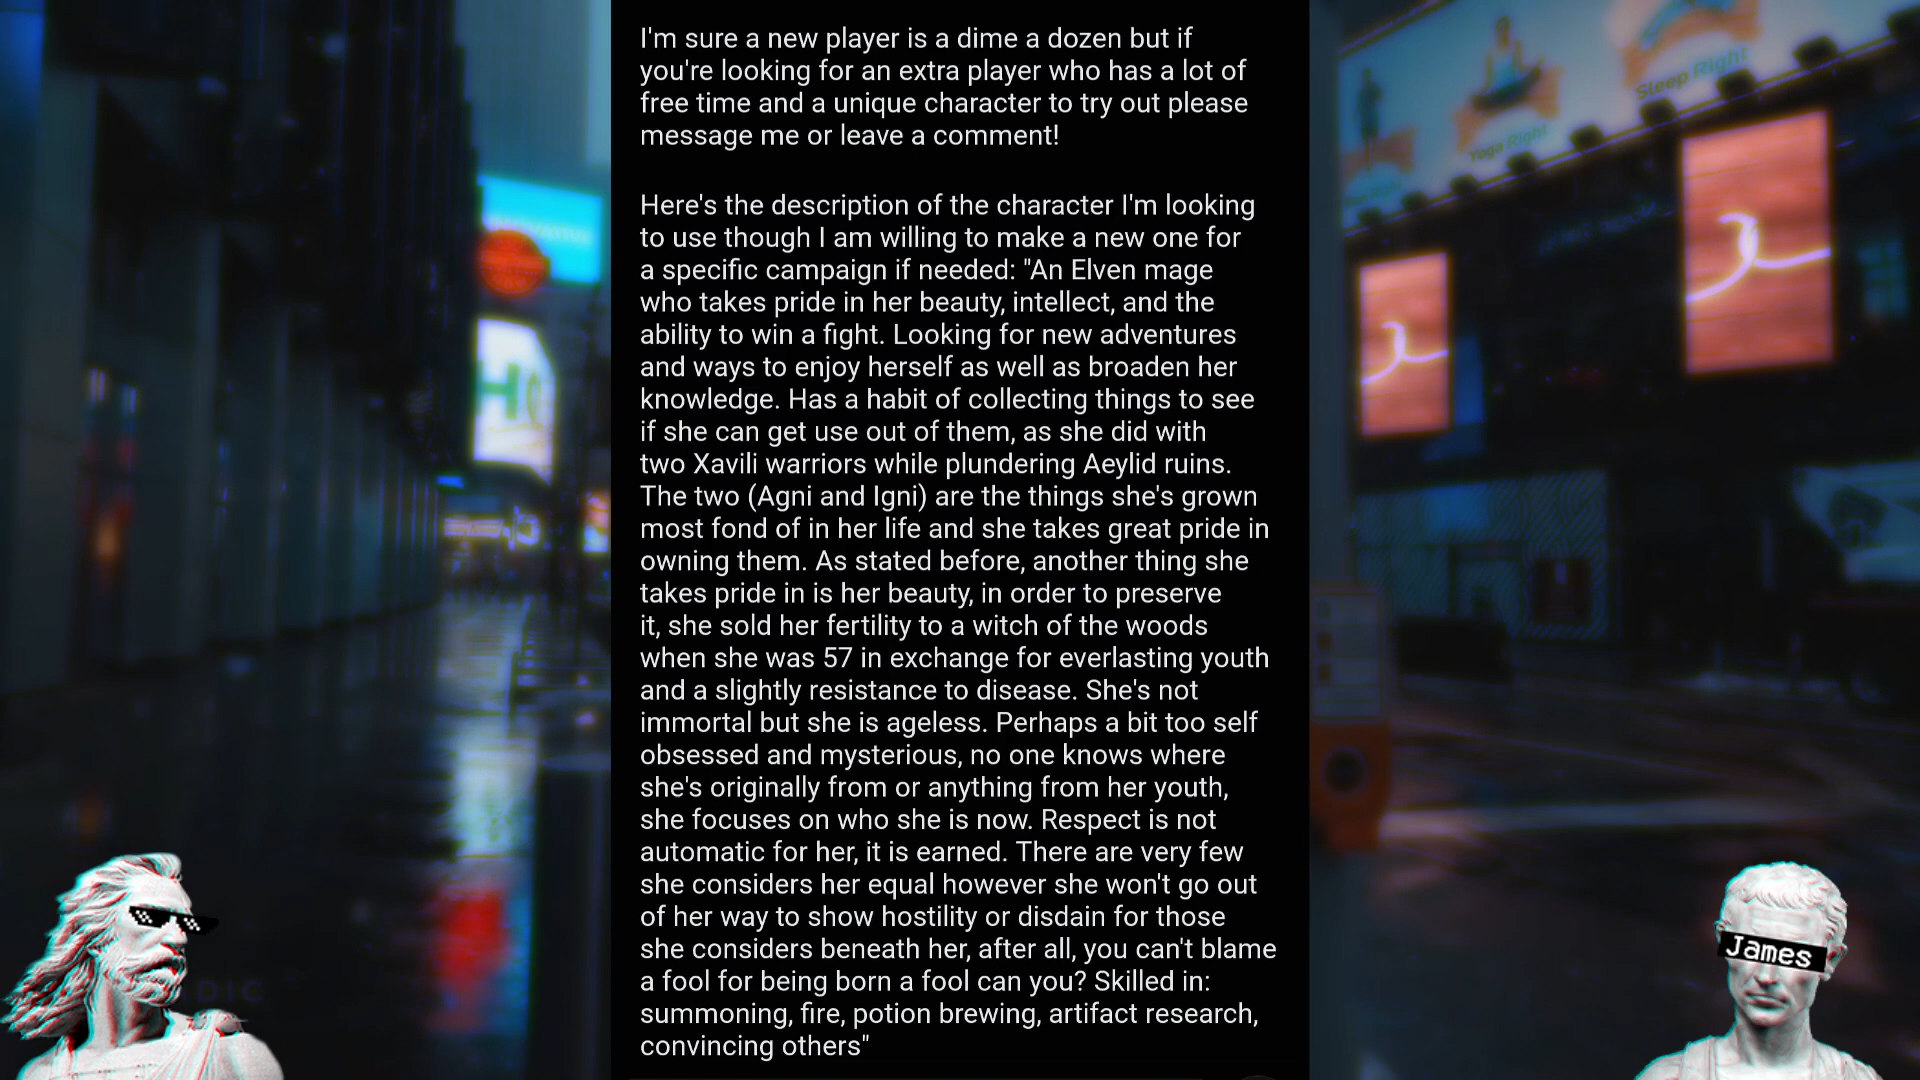 I'm sure a new player is a dime a dozen but if
you're looking for an extra player who has a lot of
free time and a unique character to try out please
message me or leave a comment!
Here's the description of the character I'm looking
to use though I am willing to make a new one for
a specific campaign if needed: "An Elven mage
who takes pride in her beauty, intellect, and the
ability to win a fight. Looking for new adventures
and ways to enjoy herself as well as broaden her
knowledge. Has a habit of collecting things to see
if she can get use out of them, as she did with
two Xavili warriors while plundering Aeylid ruins.
The two (Agni and Igni) are the things she's grown
most fond of in her life and she takes great pride in
owning them. As stated before, another thing she
takes pride in is her beauty, in order to preserve
it, she sold her fertility to a witch of the woods
when she was 57 in exchange for everlasting youth
and a slightly resistance to disease. She's not
immortal but she is ageless. Perhaps a bit too self
obsessed and mysterious, no one knows where
she's originally from or anything from her youth,
she focuses on who she is now. Respect is not
automatic for her, it is earned. There are very few
she considers her equal however she won't go out
of her way to show hostility or disdain for those
she considers beneath her, after all, you can't blame
a fool for being born a fool can you? Skilled in:
summoning, fire, potion brewing, artifact research,
convincing others"
Sleep Right
Yoga Right
James